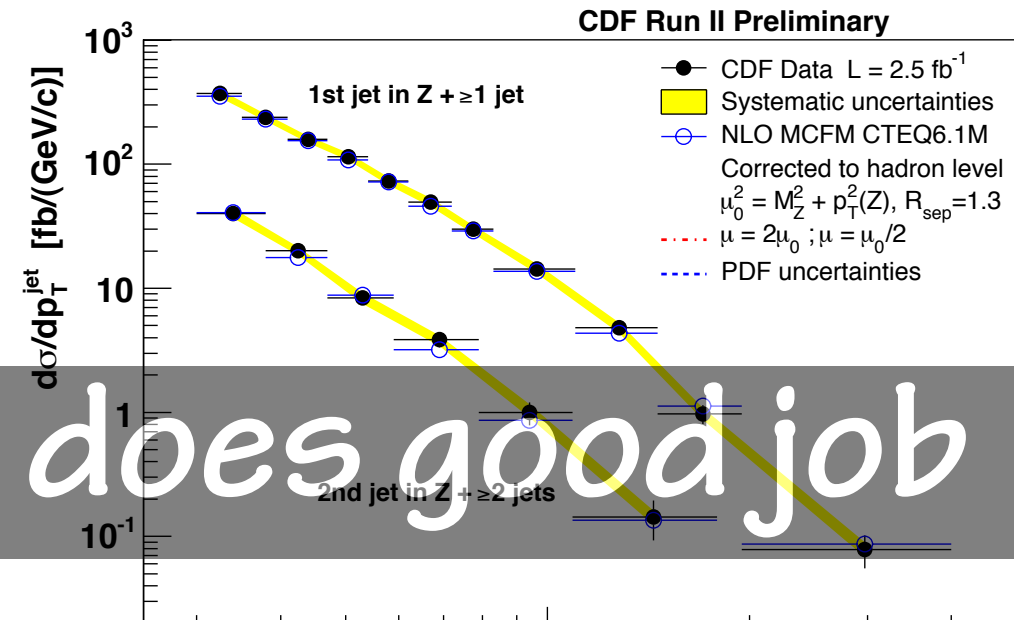 CDF Run II Preliminary
10³
CDF Data L = 2.5 fb⁻¹
1st jet in Z + ≥1 jet
Systematic uncertainties
NLO MCFM CTEQ6.1M
10²
Corrected to hadron level
μ₀² = M_Z² + p_T²(Z), R_sep=1.3
μ = 2μ₀ ; μ = μ₀/2
PDF uncertainties
dσ/dp_T^jet [fb/(GeV/c)]
10
1
does good job
2nd jet in Z + ≥2 jets
10⁻¹